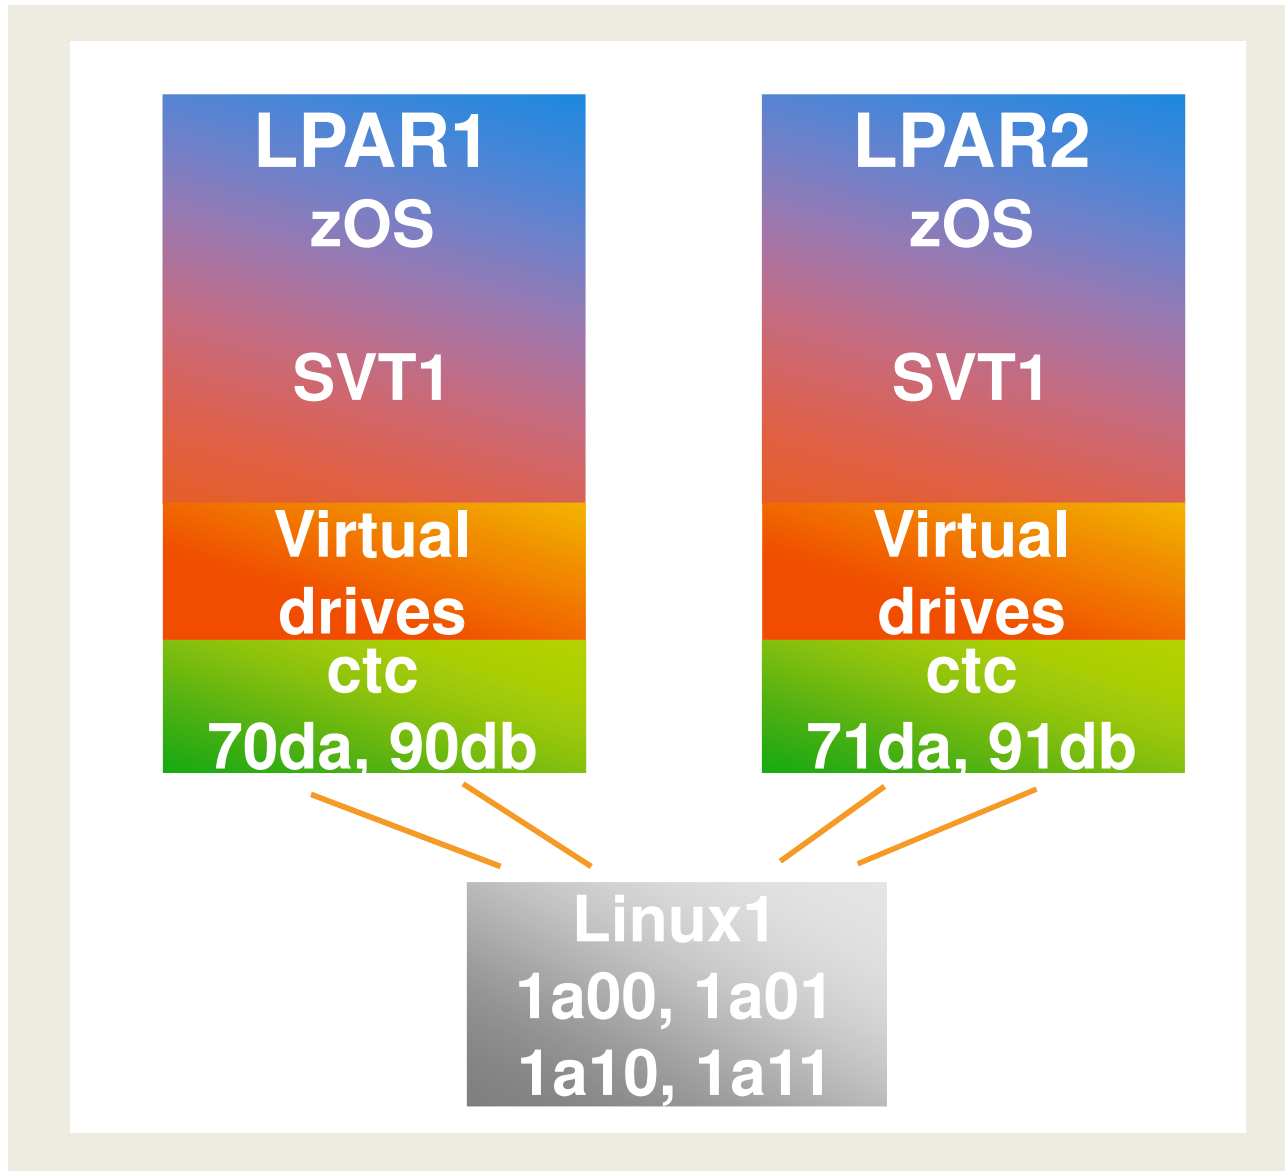 LPAR1
zOS
SVT1
Virtual
drives
ctc
70da, 90db
LPAR2
zOS
SVT1
Virtual
drives
ctc
71da, 91db
Linux1
1a00, 1a01
1a10, 1a11